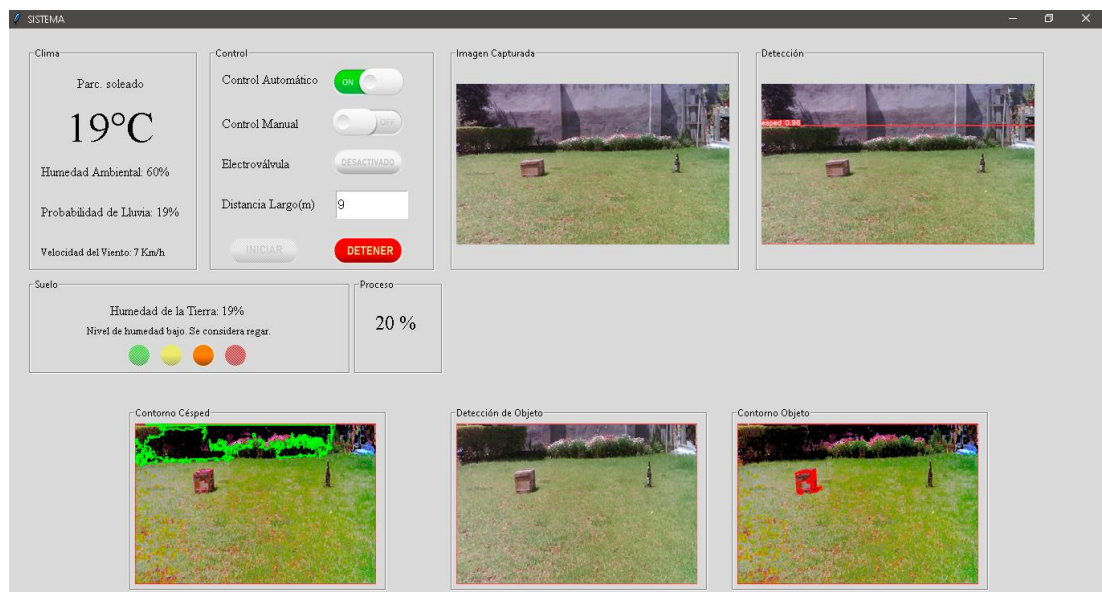 SISTEMA
Clima
Parc. soleado
19°C
Humedad Ambiental: 60%
Probabilidad de Lluvia: 19%
Velocidad del Viento: 7 Km/h
Control
Control Automático
ON
Control Manual
OFF
Electroválvula
DESACTIVADO
Distancia Largo(m)
9
INICIAR
DETENER
Imagen Capturada
Detección
esped 0.96
Suelo
Humedad de la Tierra: 19%
Nivel de humedad bajo. Se considera regar.
Proceso
20 %
Contorno Césped
Detección de Objeto
Contorno Objeto